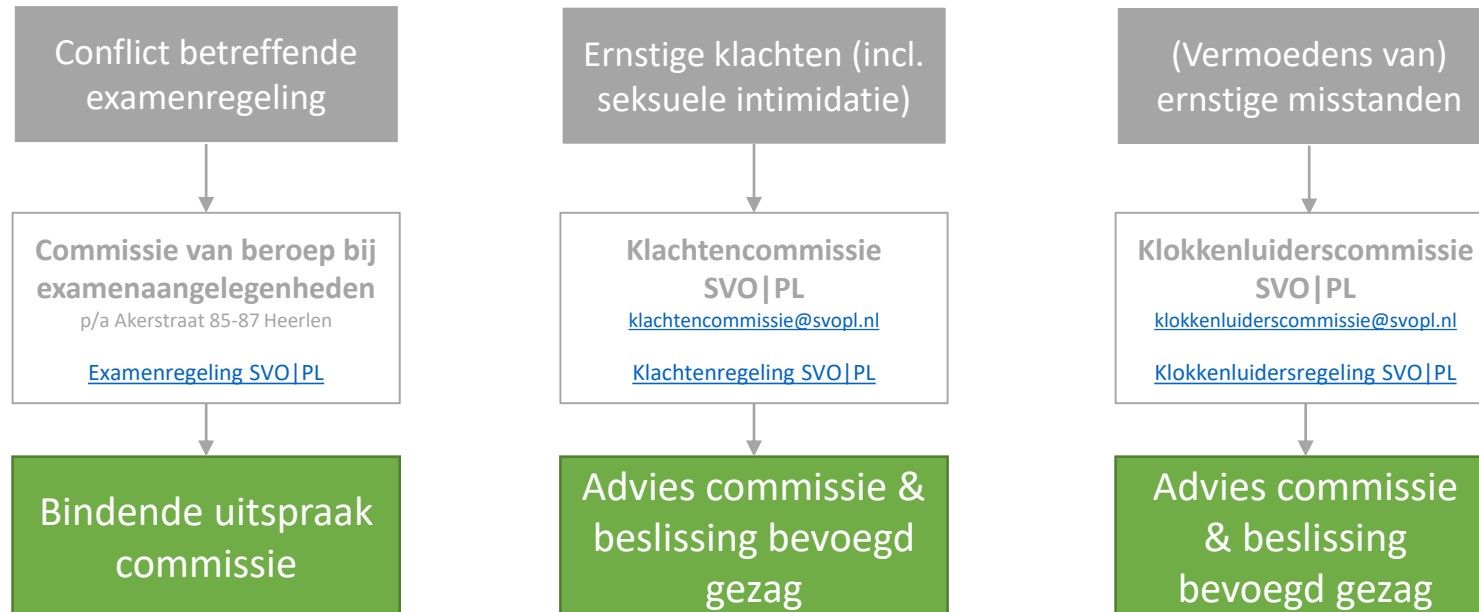 Conflict betreffende
examenregeling
Commissie van beroep bij
examenaangelegenheden
p/a Akerstraat 85-87 Heerlen
Examenregeling SVO|PL
Bindende uitspraak
commissie
Ernstige klachten (incl.
seksuele intimidatie)
Klachtencommissie
SVO|PL
klachtencommissie@svopl.nl
Klachtenregeling SVO|PL
Advies commissie &
beslissing bevoegd
gezag
(Vermoedens van)
ernstige misstanden
Klokkenluiderscommissie
SVO|PL
klokkenluiderscommissie@svopl.nl
Klokkenluidersregeling SVO|PL
Advies commissie
& beslissing
bevoegd gezag